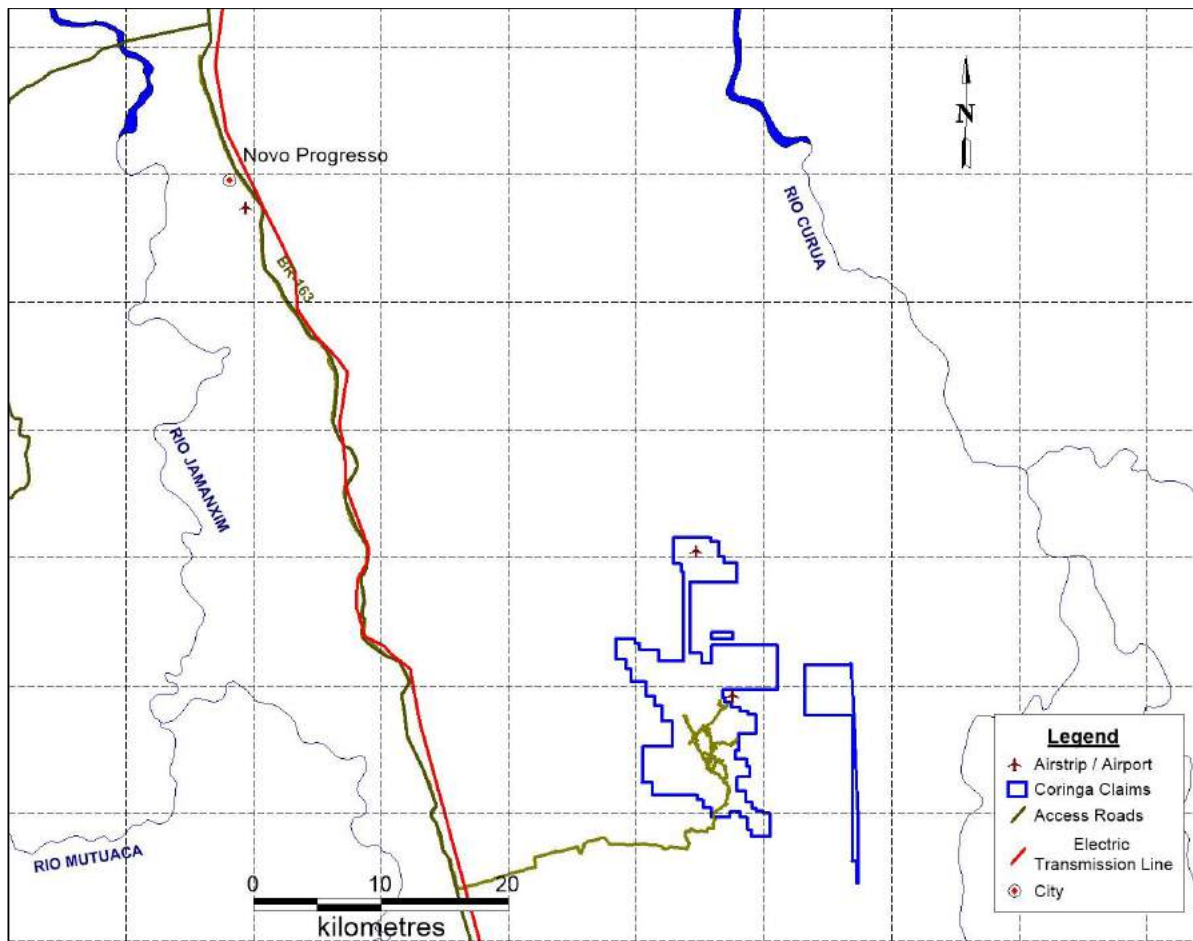 N
Novo Progresso
RIO CURUA
BR-163
RIO JAMANXIM
Legend
Airstrip / Airport
Coringa Claims
Access Roads
Electric
Transmission Line
City
RIO MUTUACA
0 10 20
kilometres